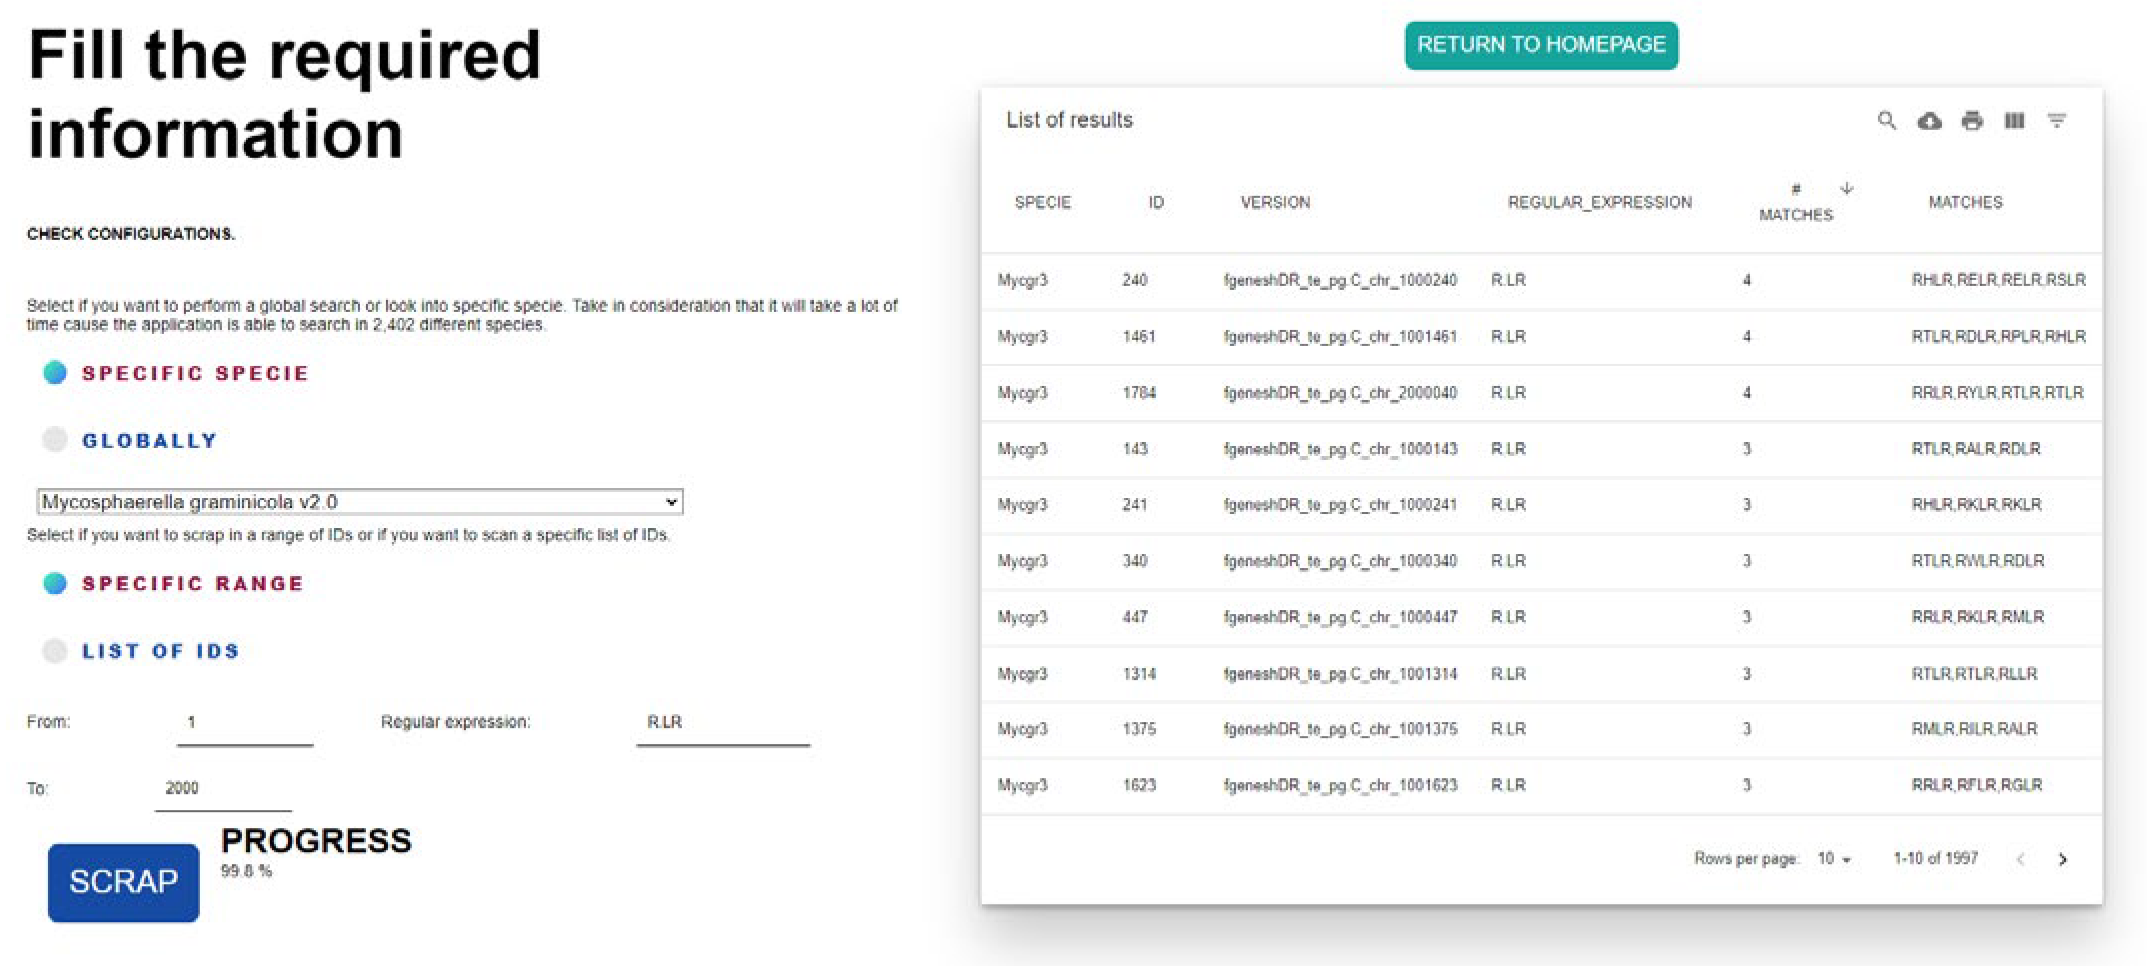 Fill the required
information
CHECK CONFIGURATIONS.
Select if you want to perform a global search or look into specific specie. Take in consideration that it will take a lot of
time cause the application is able to search in 2,402 different species.
SPECIFIC SPECIE
GLOBALLY
Mycosphaerella graminicola v2.0
Select if you want to scrap in a range of IDs or if you want to scan a specific list of IDs.
SPECIFIC RANGE
LIST OF IDS
From: 1 Regular expression: R.LR
To: 2000
SCRAP
PROGRESS
99.8 %
RETURN TO HOMEPAGE
List of results
SPECIE ID VERSION REGULAR_EXPRESSION # MATCHES MATCHES
Mycgr3 240 fgeneshDR_te_pg.C_chr_1000240 R.LR 4 RHLR,RELR,RELR,RSLR
Mycgr3 1461 fgeneshDR_te_pg.C_chr_1001461 R.LR 4 RTLR,RDLR,RPLR,RHLR
Mycgr3 1784 fgeneshDR_te_pg.C_chr_2000040 R.LR 4 RRLR,RYLR,RTLR,RTLR
Mycgr3 143 fgeneshDR_te_pg.C_chr_1000143 R.LR 3 RTLR,RALR,RDLR
Mycgr3 241 fgeneshDR_te_pg.C_chr_1000241 R.LR 3 RHLR,RKLR,RKLR
Mycgr3 340 fgeneshDR_te_pg.C_chr_1000340 R.LR 3 RTLR,RWLR,RDLR
Mycgr3 447 fgeneshDR_te_pg.C_chr_1000447 R.LR 3 RRLR,RKLR,RMLR
Mycgr3 1314 fgeneshDR_te_pg.C_chr_1001314 R.LR 3 RTLR,RTLR,RLLR
Mycgr3 1375 fgeneshDR_te_pg.C_chr_1001375 R.LR 3 RMLR,RILR,RALR
Mycgr3 1623 fgeneshDR_te_pg.C_chr_1001623 R.LR 3 RRLR,RFLR,RGLR
Rows per page: 10 1-10 of 1997